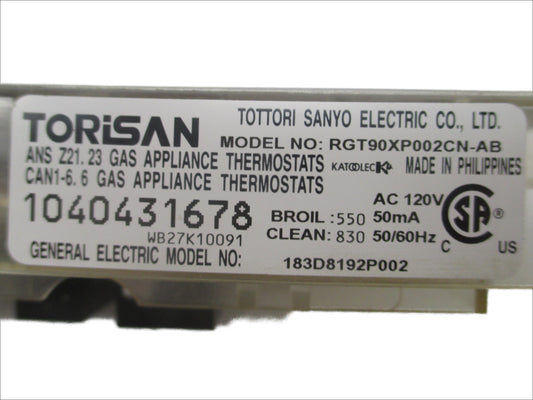 TORiSAN TOTTORI SANYO ELECTRIC CO., LTD.
MODEL NO: RGT90XP002CN-AB
ANS Z21. 23 GAS APPLIANCE THERMOSTATS KATOOLEC MADE IN PHILIPPINES
CAN1-6. 6 GAS APPLIANCE THERMOSTATS
1040431678 AC 120V
BROIL :550 50mA
WB27K10091 CLEAN: 830 50/60Hz
SA ®
C US
GENERAL ELECTRIC MODEL NO: 183D8192P002